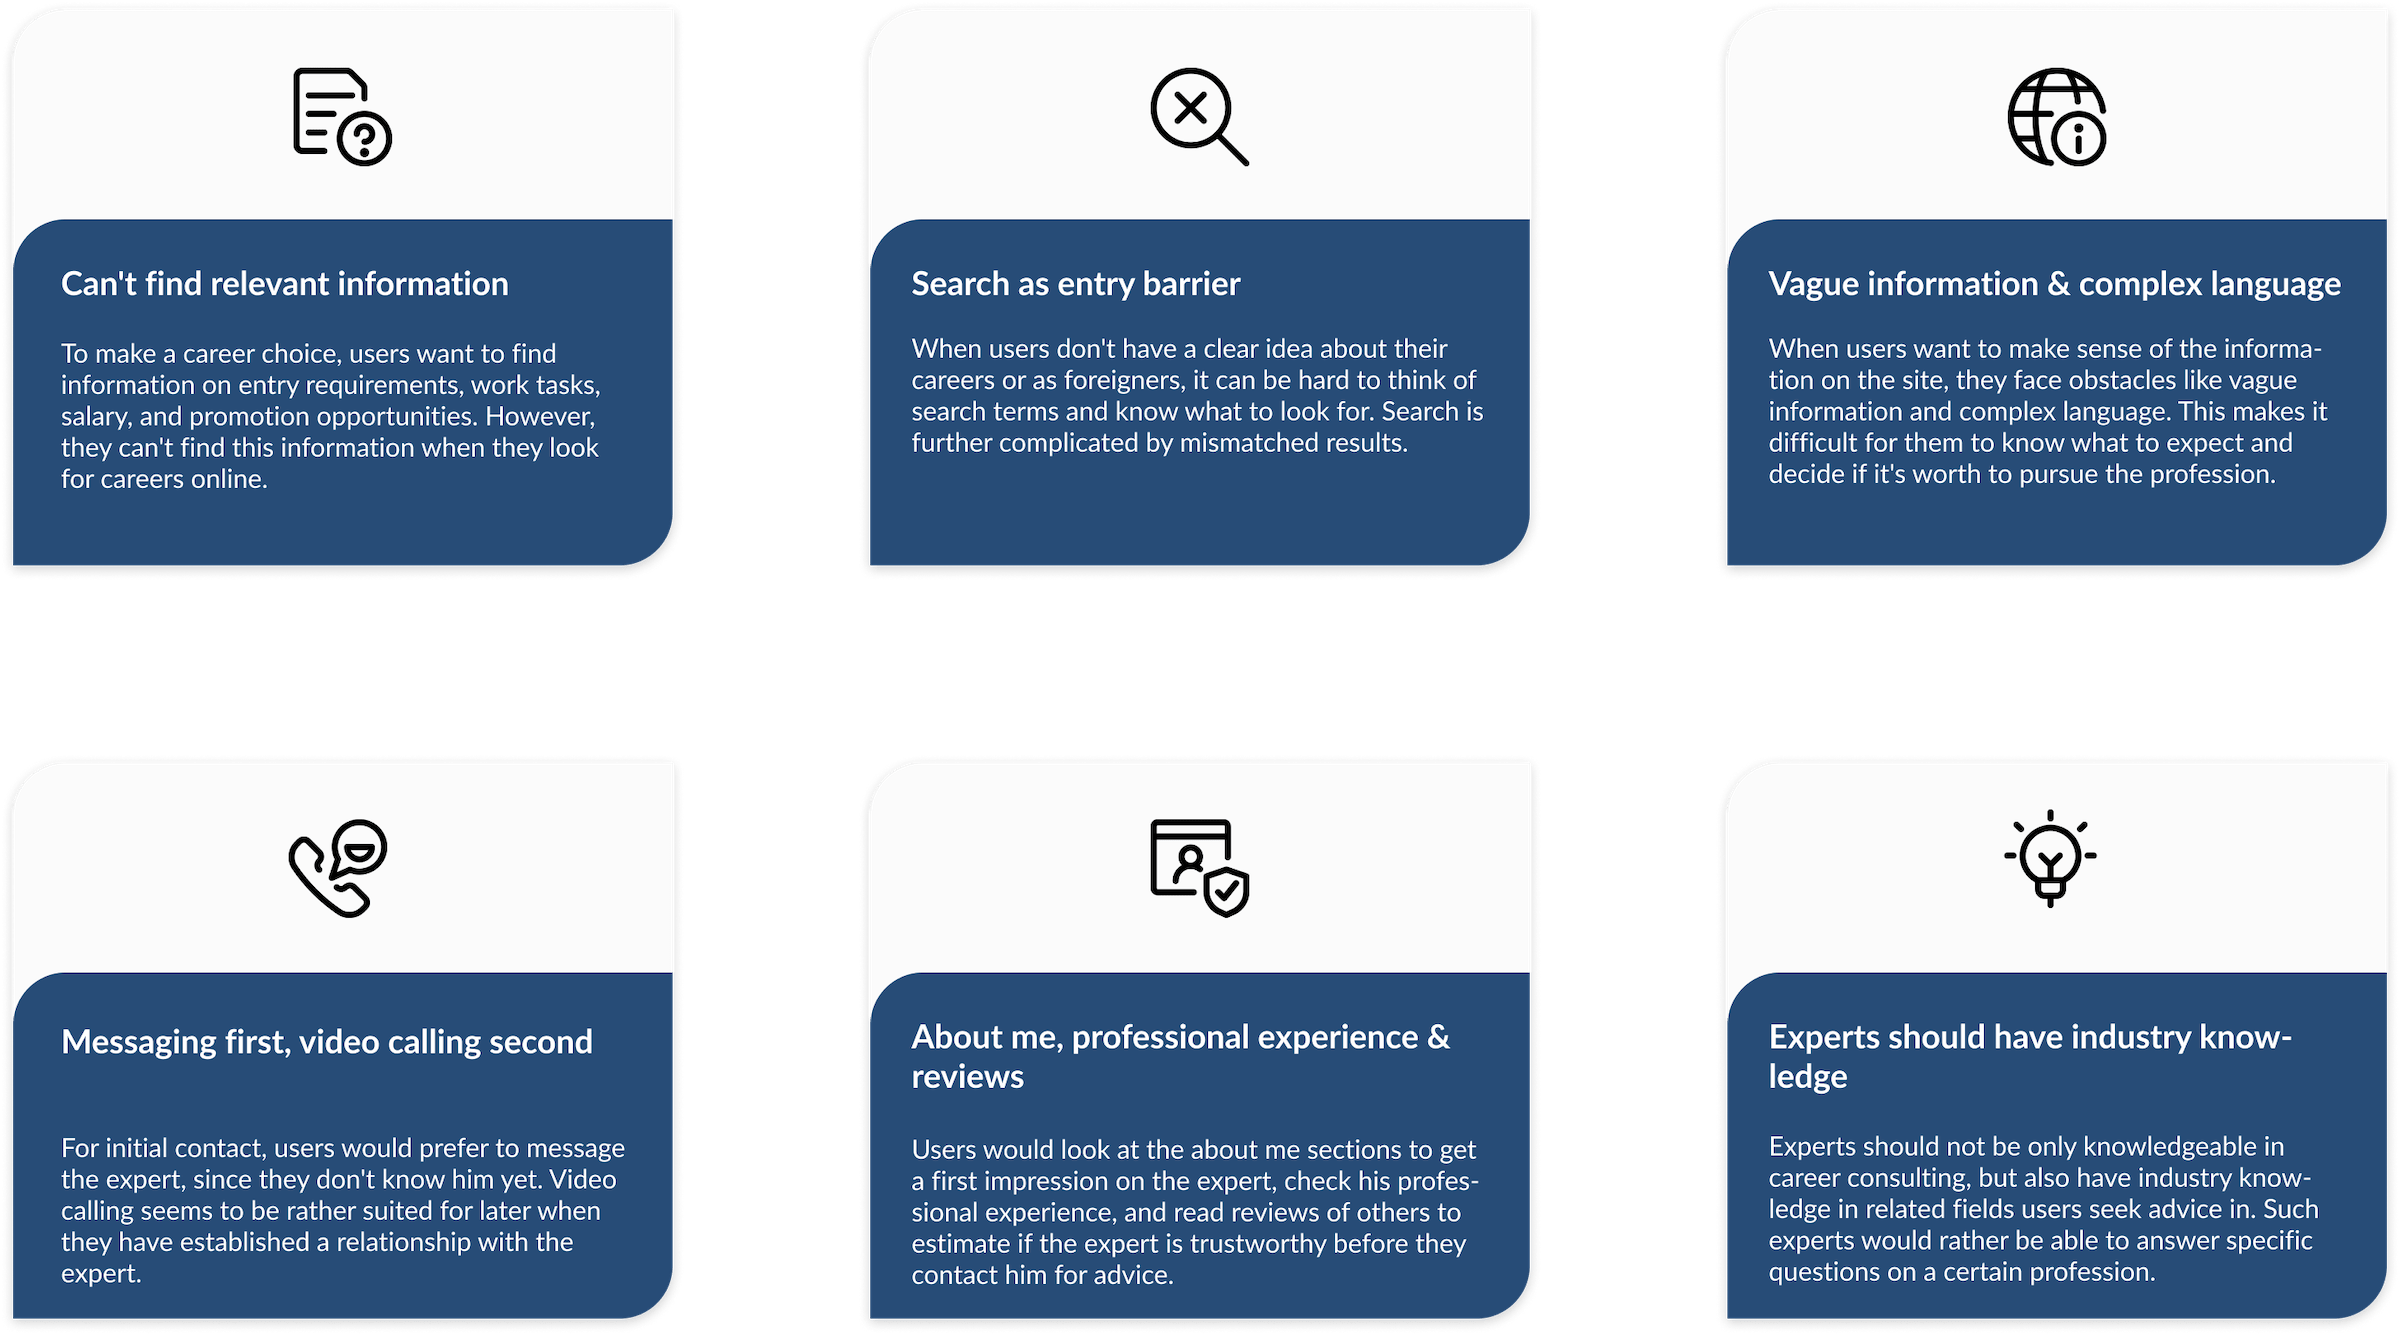 Can't find relevant information
To make a career choice, users want to find
information on entry requirements, work tasks,
salary, and promotion opportunities. However,
they can't find this information when they look
for careers online.
Search as entry barrier
When users don't have a clear idea about their
careers or as foreigners, it can be hard to think of
search terms and know what to look for. Search is
further complicated by mismatched results.
Vague information & complex language
When users want to make sense of the informa-
tion on the site, they face obstacles like vague
information and complex language. This makes it
difficult for them to know what to expect and
decide if it's worth to pursue the profession.
Messaging first, video calling second
For initial contact, users would prefer to message
the expert, since they don't know him yet. Video
calling seems to be rather suited for later when
they have established a relationship with the
expert.
About me, professional experience &
reviews
Users would look at the about me sections to get
a first impression on the expert, check his profes-
sional experience, and read reviews of others to
estimate if the expert is trustworthy before they
contact him for advice.
Experts should have industry know-
ledge
Experts should not be only knowledgeable in
career consulting, but also have industry know-
ledge in related fields users seek advice in. Such
experts would rather be able to answer specific
questions on a certain profession.